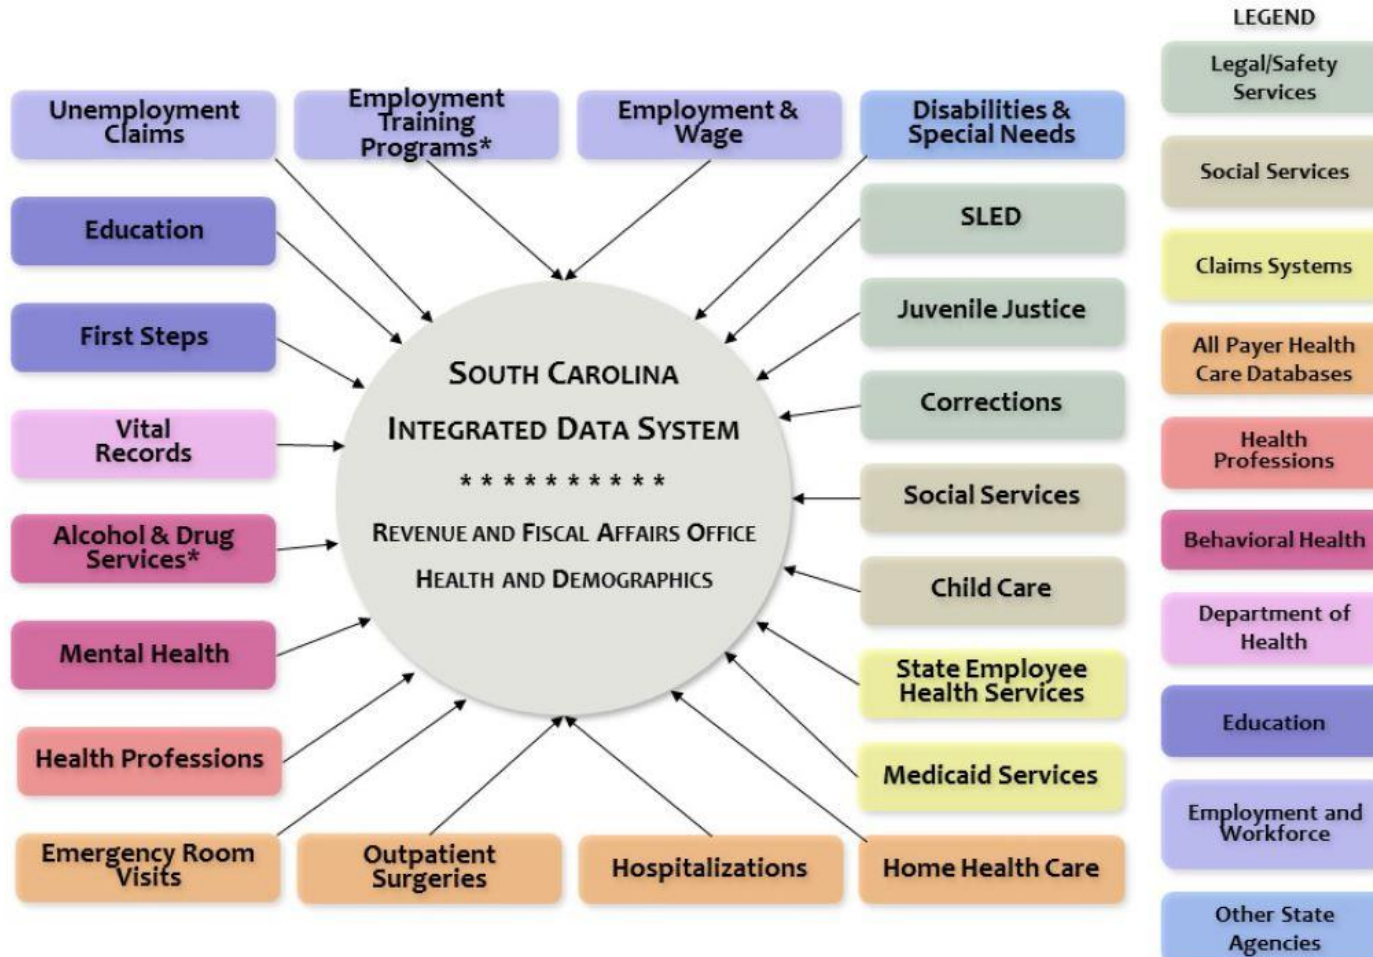 Unemployment
Claims
Employment
Training
Programs*
Employment &
Wage
Disabilities &
Special Needs
Education
First Steps
Vital
Records
Alcohol & Drug
Services*
Mental Health
Health Professions
Emergency Room
Visits
Outpatient
Surgeries
Hospitalizations
Home Health Care
SLED
Juvenile Justice
Corrections
Social Services
Child Care
State Employee
Health Services
Medicaid Services
SOUTH CAROLINA
INTEGRATED DATA SYSTEM
* * * * * * * * * *
REVENUE AND FISCAL AFFAIRS OFFICE
HEALTH AND DEMOGRAPHICS
LEGEND
Legal/Safety
Services
Social Services
Claims Systems
All Payer Health
Care Databases
Health
Professions
Behavioral Health
Department of
Health
Education
Employment and
Workforce
Other State
Agencies